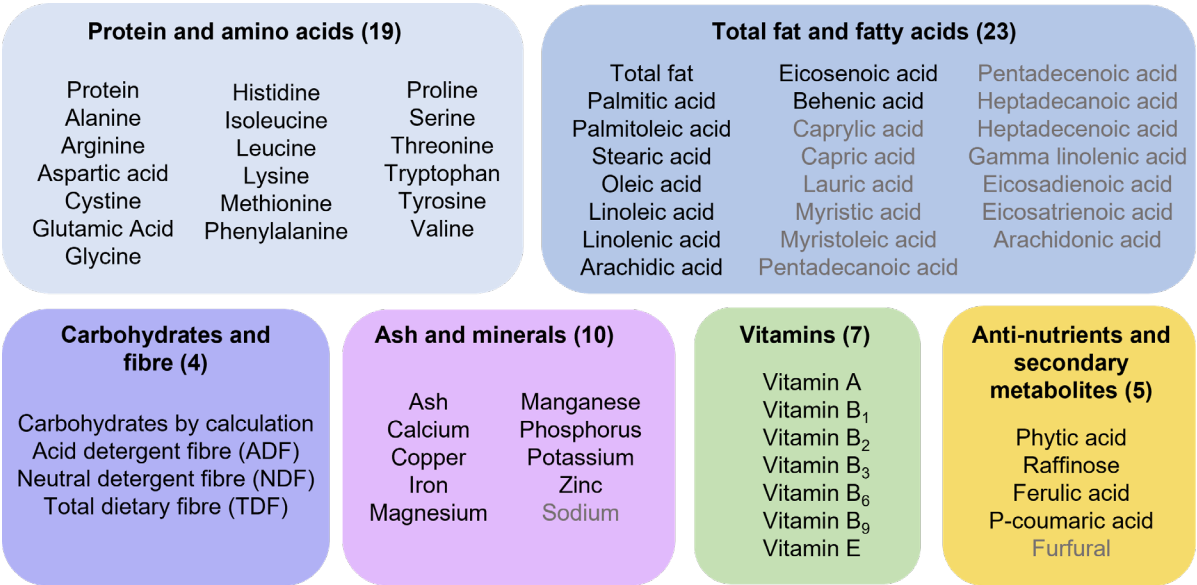 Protein and amino acids (19)
Protein
Alanine
Arginine
Aspartic acid
Cystine
Glutamic Acid
Glycine
Histidine
Isoleucine
Leucine
Lysine
Methionine
Phenylalanine
Proline
Serine
Threonine
Tryptophan
Tyrosine
Valine
Total fat and fatty acids (23)
Total fat
Palmitic acid
Palmitoleic acid
Stearic acid
Oleic acid
Linoleic acid
Linolenic acid
Arachidic acid
Eicosenoic acid
Behenic acid
Caprylic acid
Capric acid
Lauric acid
Myristic acid
Myristoleic acid
Pentadecanoic acid
Pentadecenoic acid
Heptadecanoic acid
Heptadecenoic acid
Gamma linolenic acid
Eicosadienoic acid
Eicosatrienoic acid
Arachidonic acid
Carbohydrates and
fibre (4)
Carbohydrates by calculation
Acid detergent fibre (ADF)
Neutral detergent fibre (NDF)
Total dietary fibre (TDF)
Ash and minerals (10)
Ash
Calcium
Copper
Iron
Magnesium
Manganese
Phosphorus
Potassium
Zinc
Sodium
Vitamins (7)
Vitamin A
Vitamin B₁
Vitamin B₂
Vitamin B₃
Vitamin B₆
Vitamin B₉
Vitamin E
Anti-nutrients and
secondary
metabolites (5)
Phytic acid
Raffinose
Ferulic acid
P-coumaric acid
Furfural